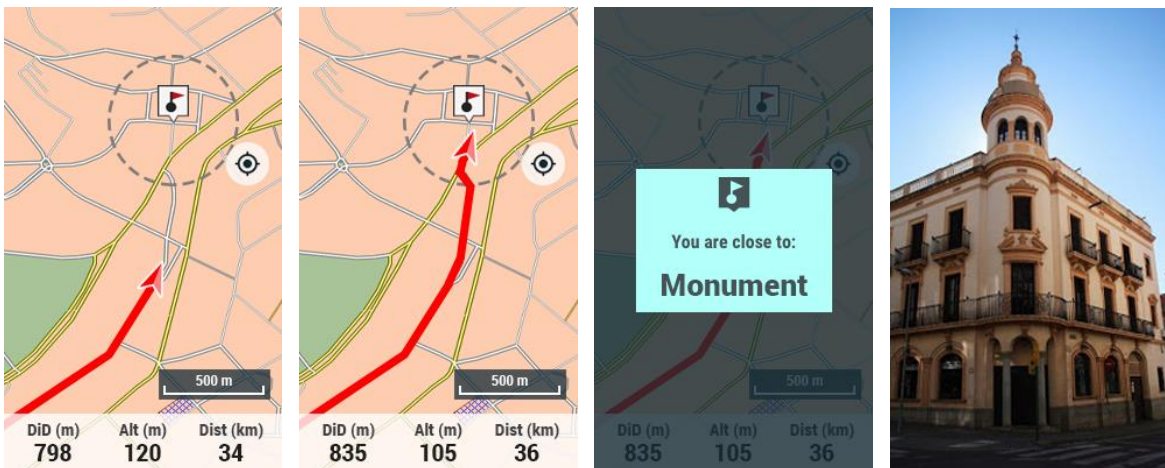 500 m
DiD (m) Alt (m) Dist (km)
798 120 34
500 m
DiD (m) Alt (m) Dist (km)
835 105 36
You are close to:
Monument
500 m
DiD (m) Alt (m) Dist (km)
835 105 36